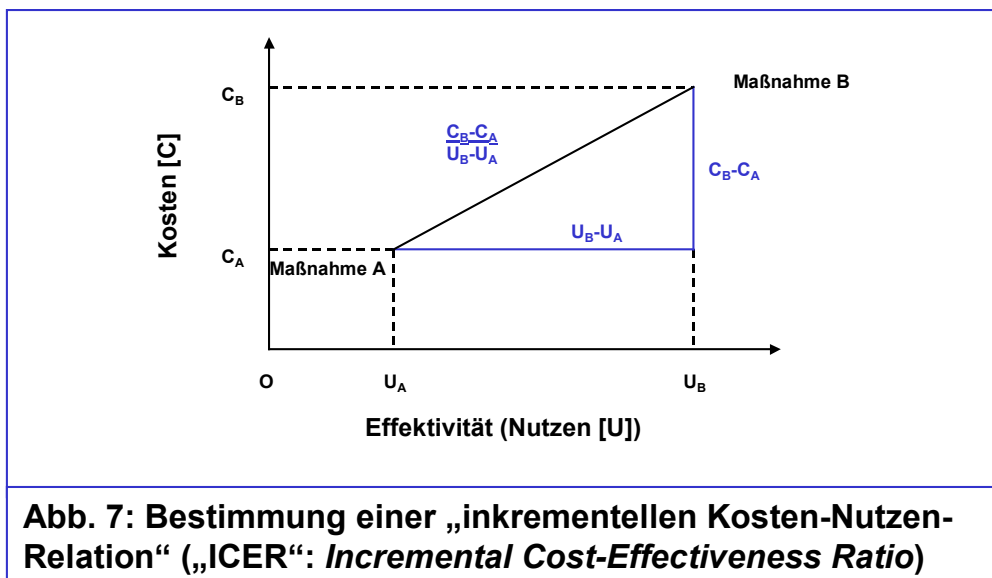 C_B
Maßnahme B
C_B-C_A
U_B-U_A
C_B-C_A
Kosten [C]
U_B-U_A
C_A
Maßnahme A
O
U_A
U_B
Effektivität (Nutzen [U])
Abb. 7: Bestimmung einer „inkrementellen Kosten-Nutzen-
Relation“ („ICER“: Incremental Cost-Effectiveness Ratio)